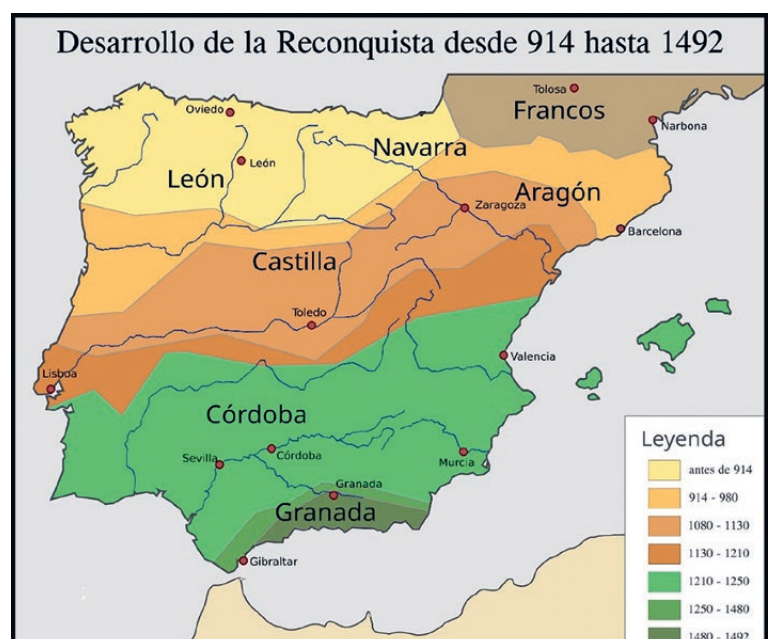 Desarrollo de la Reconquista desde 914 hasta 1492
Tolosa
Francos
Oviedo
Narbona
Navarra
León
León
Aragón
Zaragoza
Barcelona
Castilla
Toledo
Valencia
Lisboa
Córdoba
Sevilla
Córdoba
Murcia
Granada
Granada
Gibraltar
Leyenda
antes de 914
914 - 980
1080 - 1130
1130 - 1210
1210 - 1250
1250 - 1480
1480 - 1492